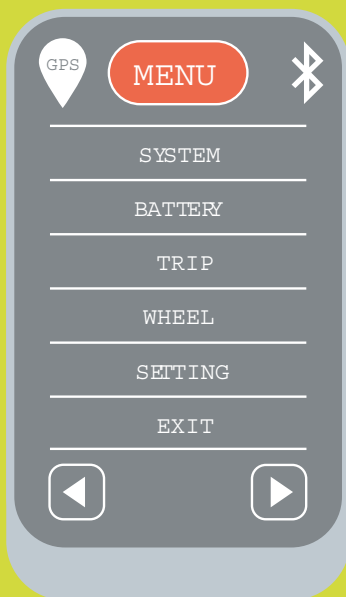 GPS
MENU
SYSTEM
BATTERY
TRIP
WHEEL
SETTING
EXIT